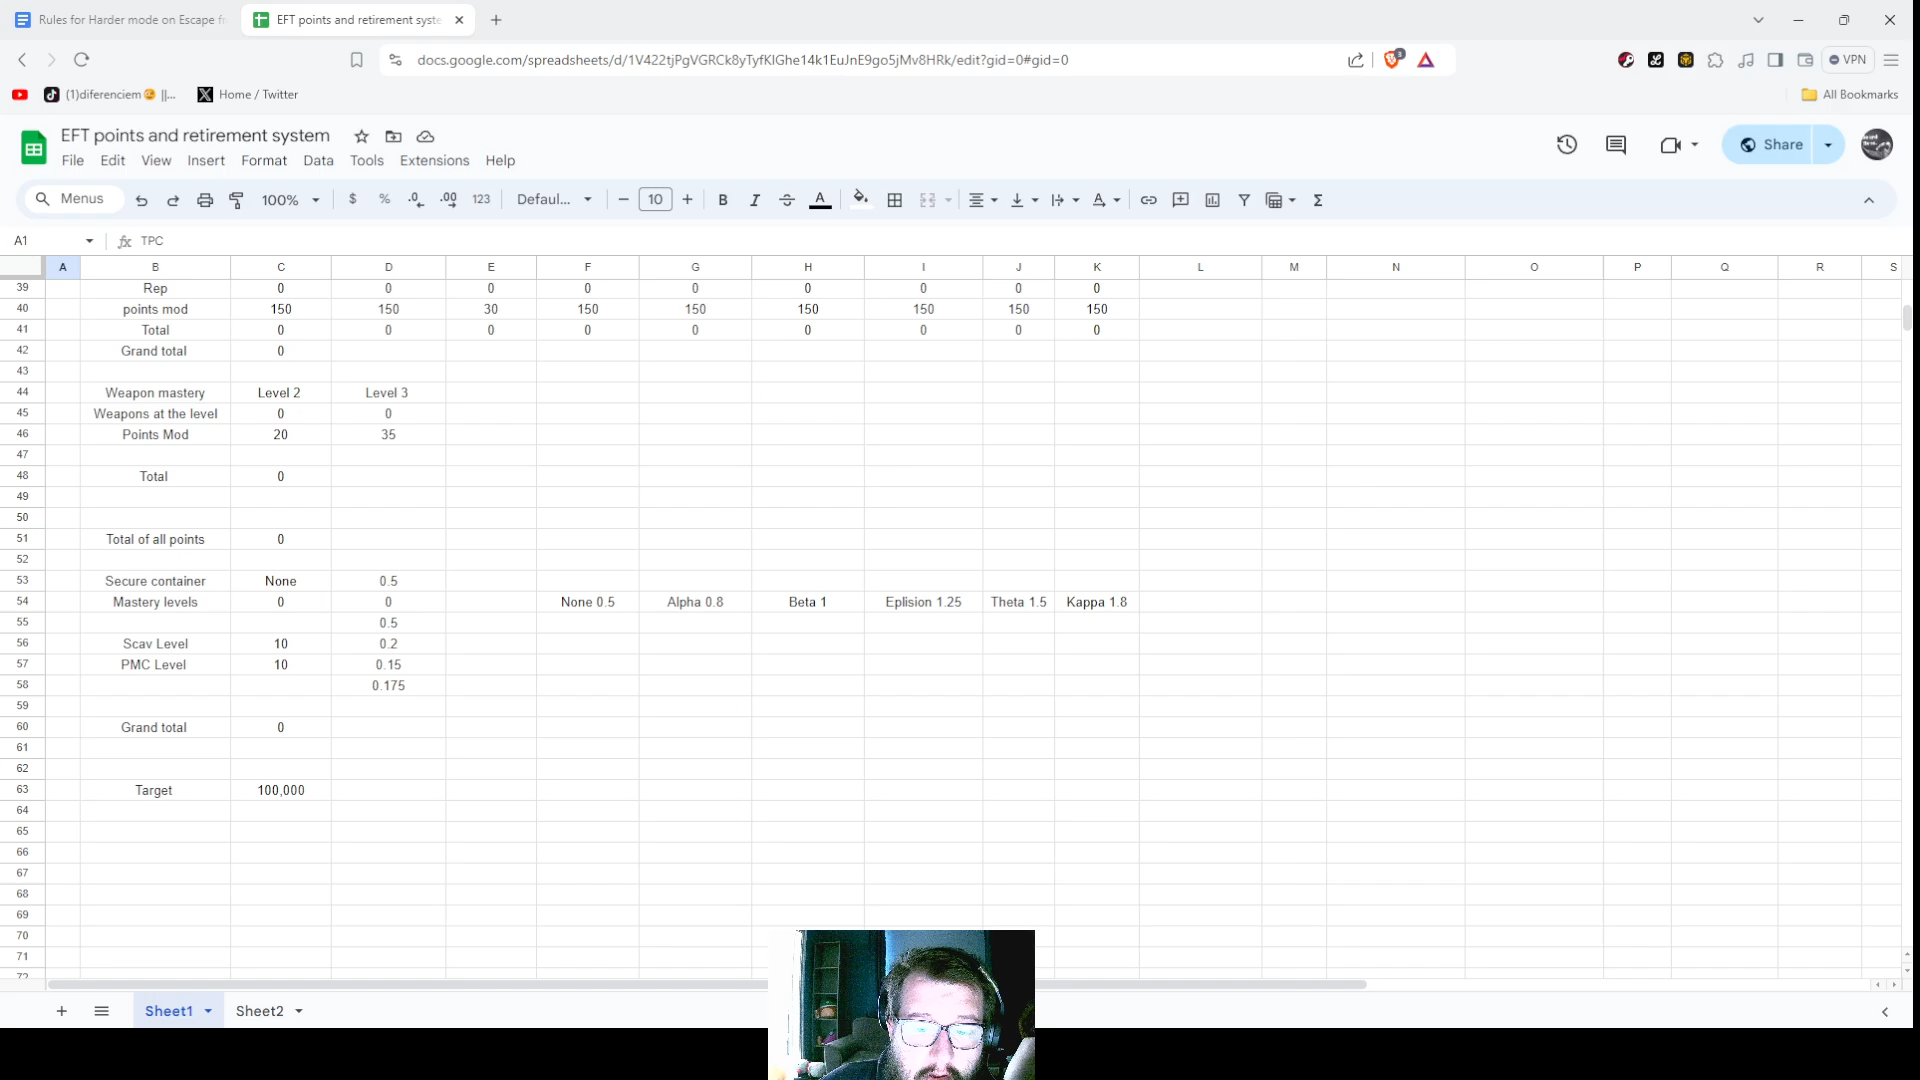 Rules for Harder mode on Escape fr
EFT points and retirement syste
docs.google.com/spreadsheets/d/1V422tjPgVGRCk8yTyfKlGhe14k1EuJnE9go5jMv8HRk/edit?gid=0#gid=0
3
VPN
(1)diferenciem ||...
Home / Twitter
All Bookmarks
EFT points and retirement system
File Edit View Insert Format Data Tools Extensions Help
Share
Menus 100% $ % .0 .00 123 Defaul... 10 B I A
A1 fx TPC
A B C D E F G H I J K L M N O P Q R S
39 Rep 0 0 0 0 0 0 0 0 0
40 points mod 150 150 30 150 150 150 150 150 150
41 Total 0 0 0 0 0 0 0 0 0
42 Grand total 0
43
44 Weapon mastery Level 2 Level 3
45 Weapons at the level 0 0
46 Points Mod 20 35
47
48 Total 0
49
50
51 Total of all points 0
52
53 Secure container None 0.5
54 Mastery levels 0 0 None 0.5 Alpha 0.8 Beta 1 Eplision 1.25 Theta 1.5 Kappa 1.8
55 0.5
56 Scav Level 10 0.2
57 PMC Level 10 0.15
58 0.175
59
60 Grand total 0
61
62
63 Target 100,000
64
65
66
67
68
69
70
71
72
Sheet1 Sheet2